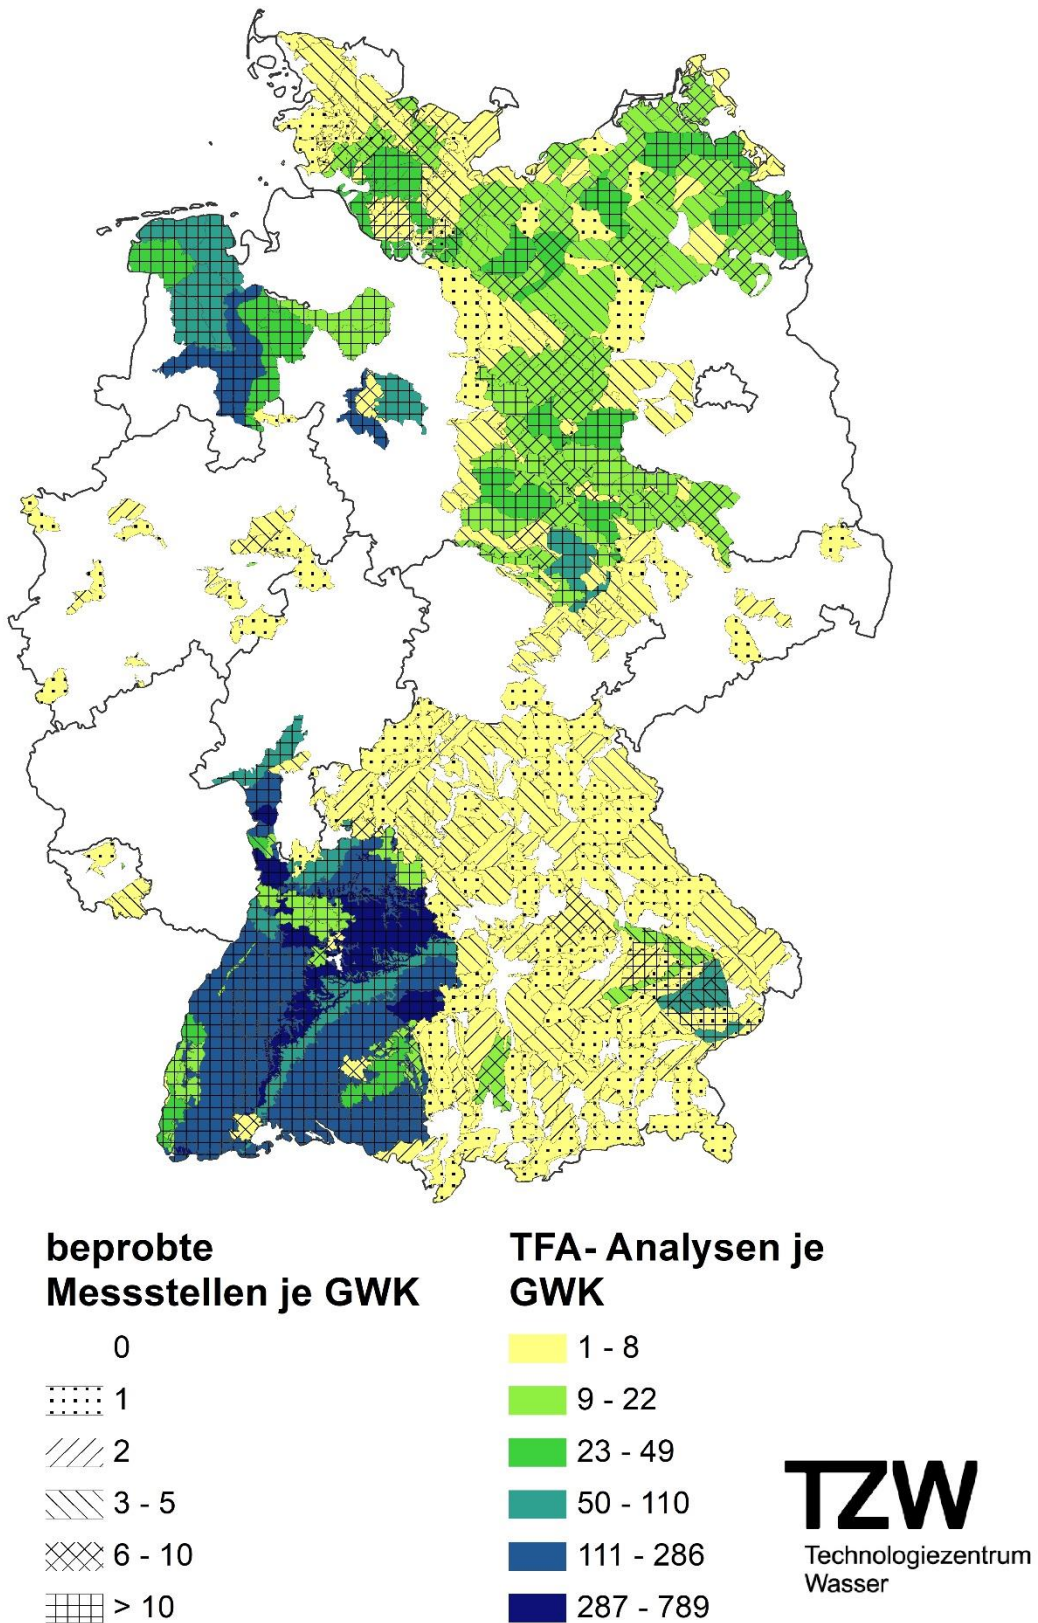 beprobte
Messstellen je GWK
0
1
2
3 - 5
6 - 10
> 10
TFA- Analysen je
GWK
1 - 8
9 - 22
23 - 49
50 - 110
111 - 286
287 - 789
TZW
Technologiezentrum
Wasser